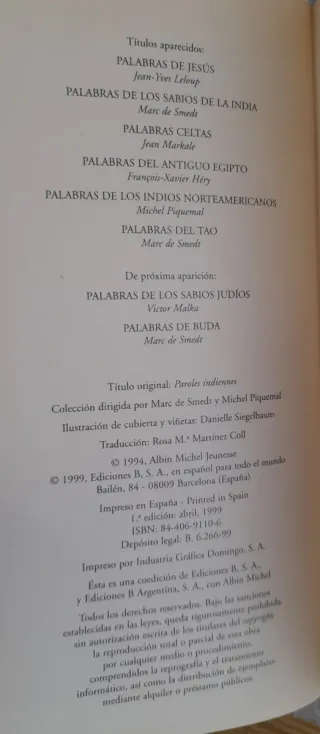 Títulos aparecidos:
PALABRAS DE JESÚS
Jean-Yves Leloup
PALABRAS DE LOS SABIOS DE LA INDIA
Marc de Smedt
PALABRAS CELTAS
Jean Markale
PALABRAS DEL ANTIGUO EGIPTO
François-Xavier Héry
PALABRAS DE LOS INDIOS NORTEAMERICANOS
Michel Piquemal
PALABRAS DEL TAO
Marc de Smedt
De próxima aparición:
PALABRAS DE LOS SABIOS JUDÍOS
Victor Malka
PALABRAS DE BUDA
Marc de Smedt
Título original: Paroles indiennes
Colección dirigida por Marc de Smedt y Michel Piquemal
Ilustración de cubierta y viñetas: Danielle Siegelbaum
Traducción: Rosa M.ª Martínez Coll
© 1994, Albin Michel Jeunesse
© 1999, Ediciones B, S. A., en español para todo el mundo
Bailén, 84 - 08009 Barcelona (España)
Impreso en España - Printed in Spain
1.ª edición: abril, 1999
ISBN: 84-406-9110-6
Depósito legal: B. 6.266-99
Impreso por Industria Gráfica Domingo, S. A.
Ésta es una coedición de Ediciones B, S. A.,
y Ediciones B Argentina, S. A., con Albin Michel
Todos los derechos reservados. Bajo las sanciones
establecidas en las leyes, queda rigurosamente prohibida
sin autorización escrita de los titulares del copyright,
la reproducción total o parcial de esta obra
por cualquier medio o procedimiento,
comprendidos la reprografía y el tratamiento
informático, así como la distribución de ejemplares
mediante alquiler o préstamo públicos.